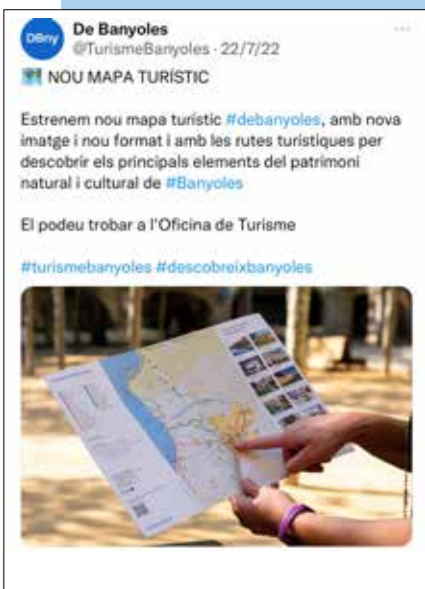 DBny
De Banyoles
@TurismeBanyoles · 22/7/22
NOU MAPA TURÍSTIC
Estrenem nou mapa turístic #debanyoles, amb nova
imatge i nou format i amb les rutes turístiques per
descobrir els principals elements del patrimoni
natural i cultural de #Banyoles
El podeu trobar a l'Oficina de Turisme
#turismebanyoles #descobreixbanyoles